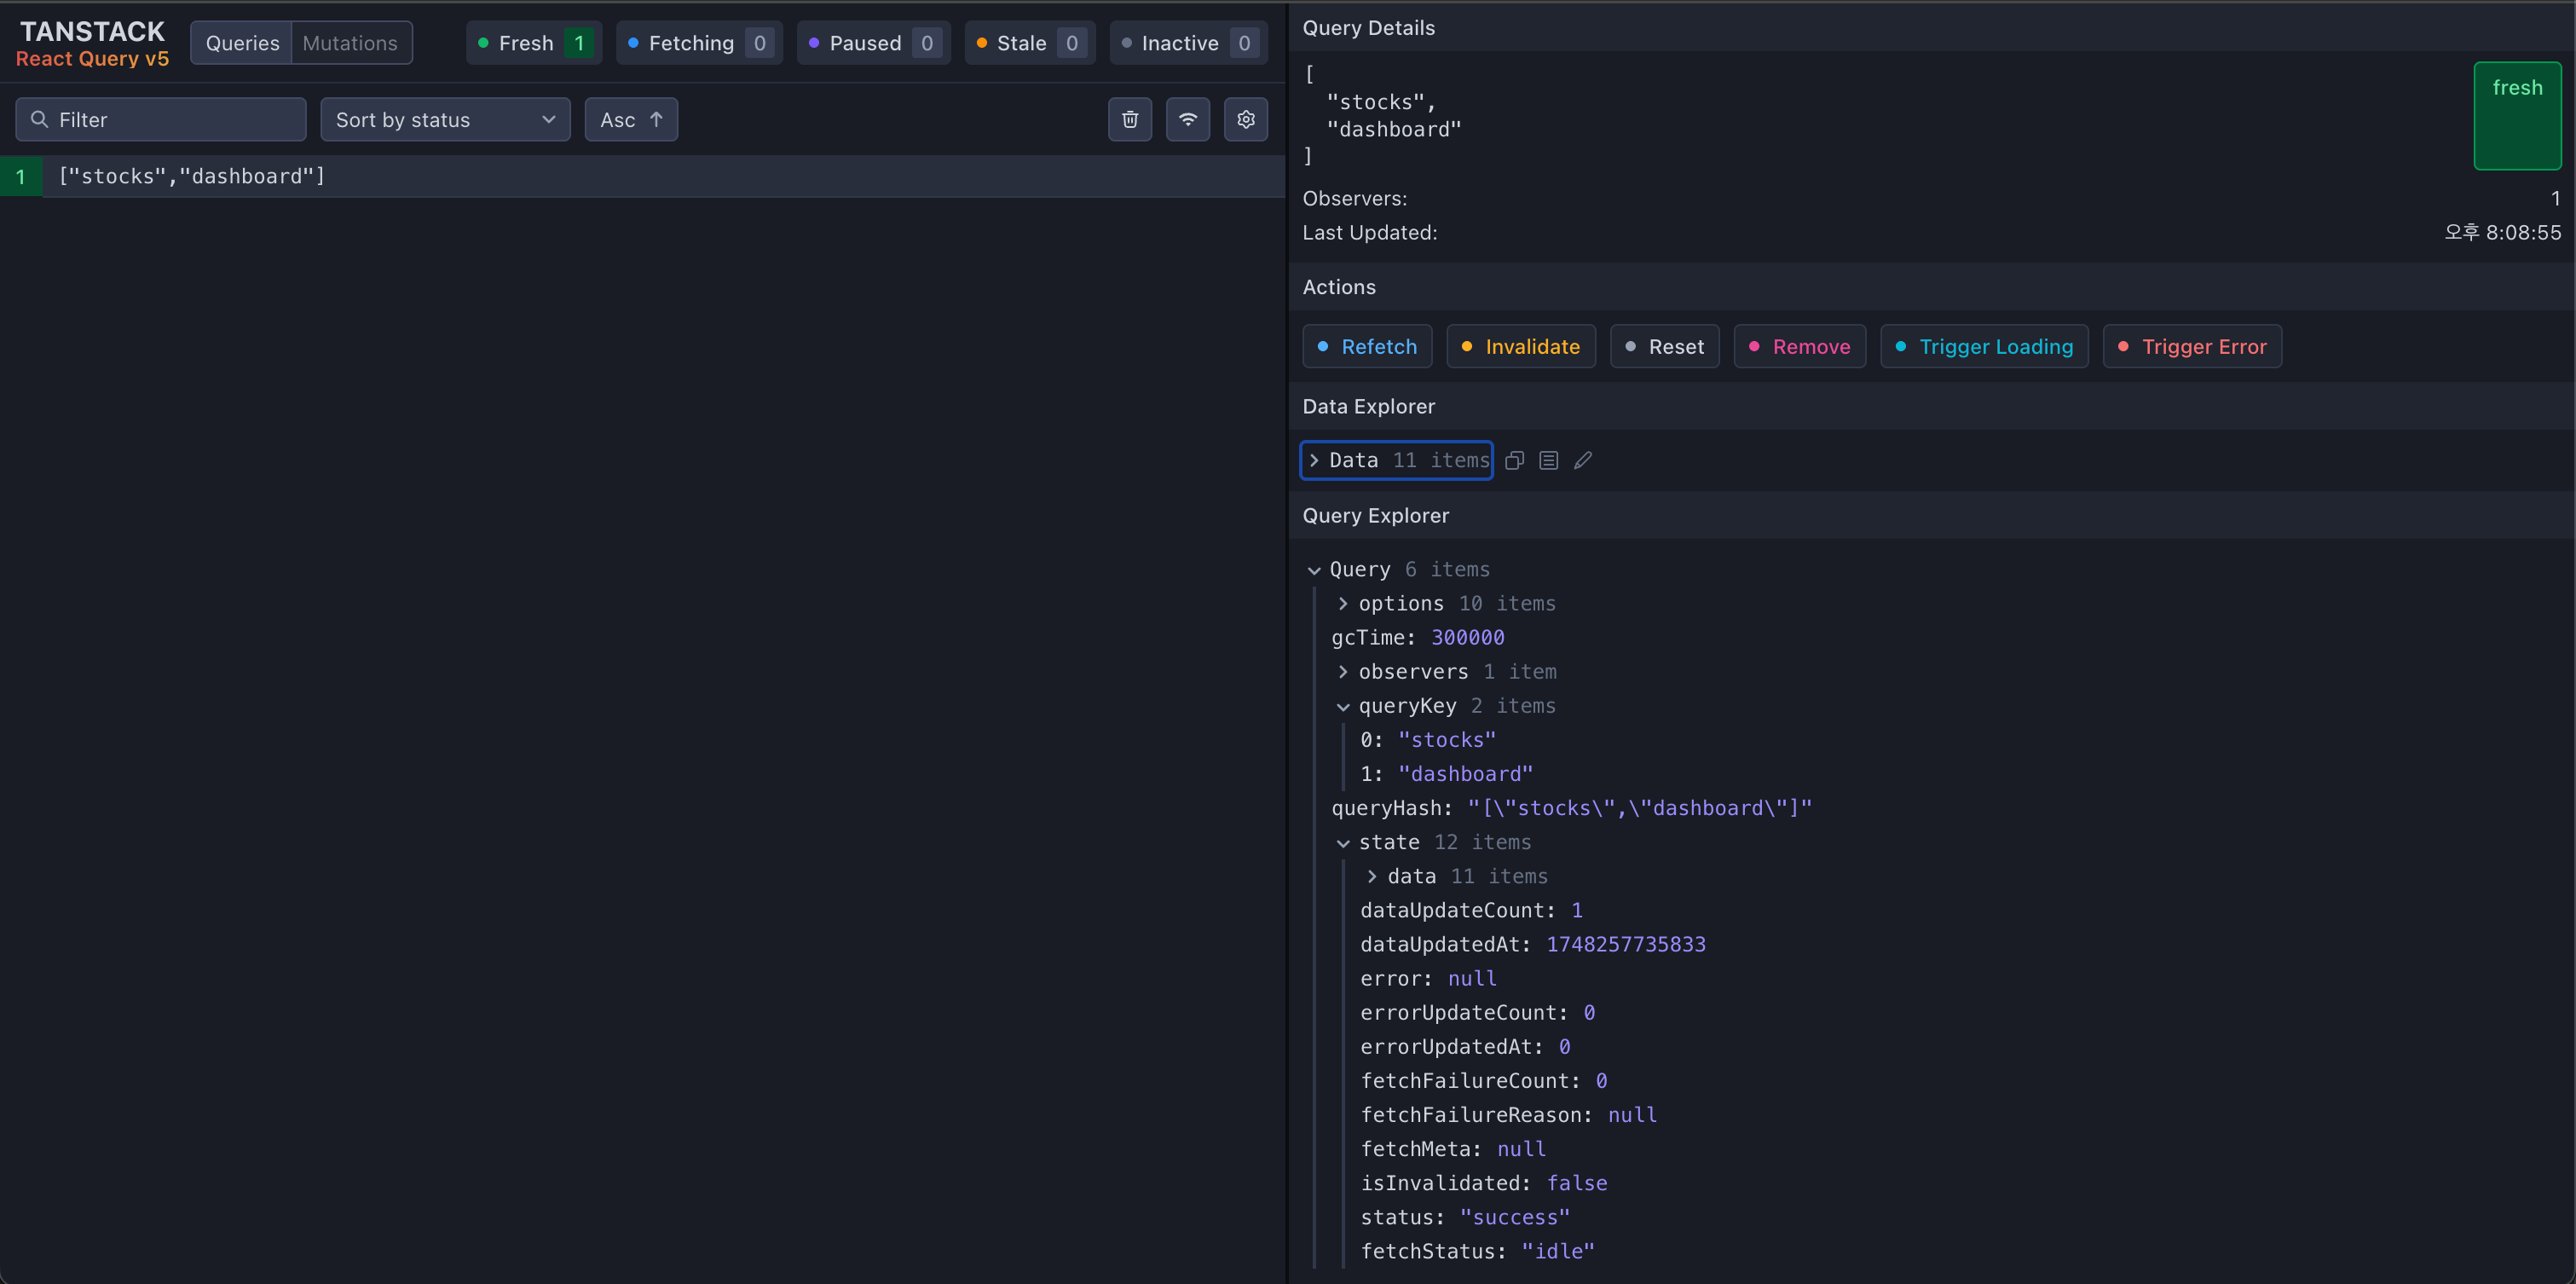 TANSTACK
React Query v5
Queries Mutations
Fresh 1 Fetching 0 Paused 0 Stale 0 Inactive 0
Filter Sort by status Asc ↑
1 ["stocks","dashboard"]
Query Details
[
"stocks",
"dashboard"
]
fresh
Observers: 1
Last Updated: 오후 8:08:55
Actions
Refetch Invalidate Reset Remove Trigger Loading Trigger Error
Data Explorer
Data 11 items
Query Explorer
Query 6 items
options 10 items
gcTime: 300000
observers 1 item
queryKey 2 items
0: "stocks"
1: "dashboard"
queryHash: "[\"stocks\",\"dashboard\"]"
state 12 items
data 11 items
dataUpdateCount: 1
dataUpdatedAt: 1748257735833
error: null
errorUpdateCount: 0
errorUpdatedAt: 0
fetchFailureCount: 0
fetchFailureReason: null
fetchMeta: null
isInvalidated: false
status: "success"
fetchStatus: "idle"